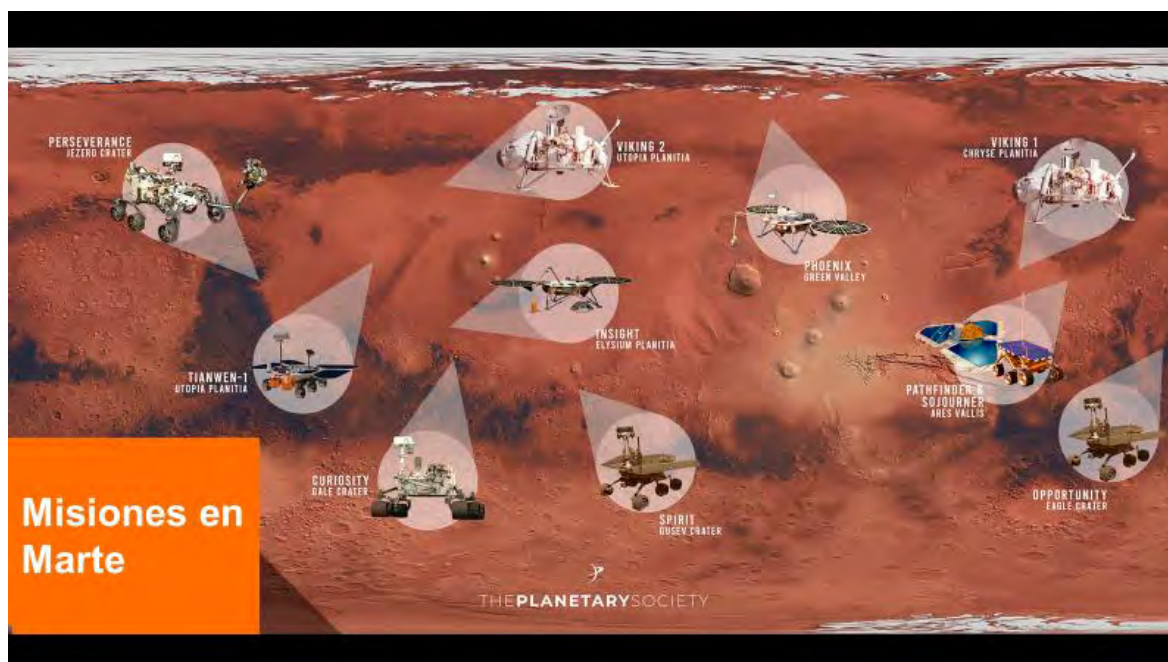 PERSEVERANCE
JEZERO CRATER
VIKING 2
UTOPIA PLANITIA
VIKING 1
CHRYSE PLANITIA
PHOENIX
GREEN VALLEY
INSIGHT
ELYSIUM PLANITIA
TIANWEN-1
UTOPIA PLANITIA
PATHFINDER &
SOJOURNER
ARES VALLIS
CURIOSITY
GALE CRATER
SPIRIT
GUSEV CRATER
OPPORTUNITY
EAGLE CRATER
Misiones en
Marte
THEPLANETARYSOCIETY